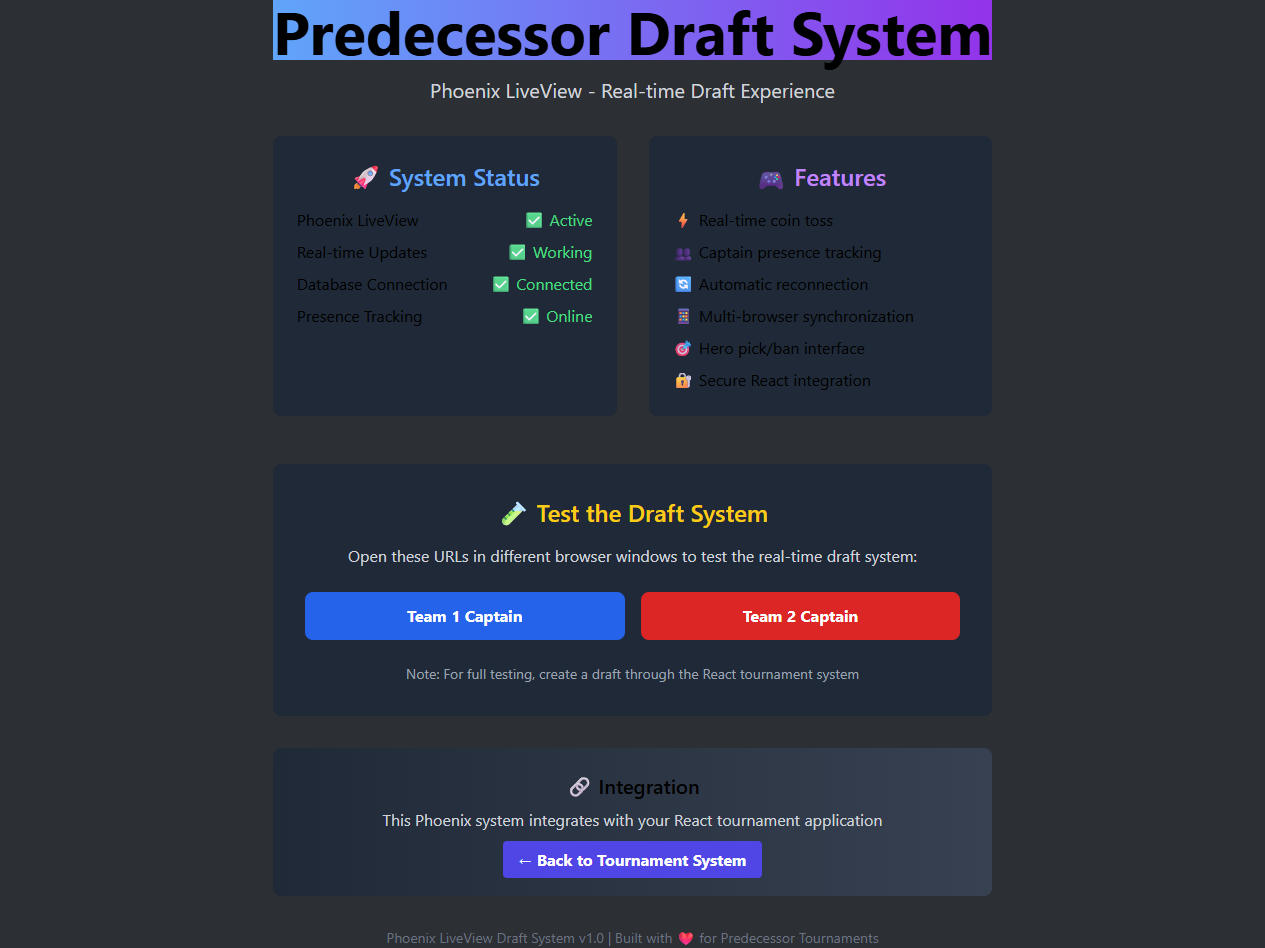 Predecessor Draft System
Phoenix LiveView - Real-time Draft Experience
🚀 System Status
Phoenix LiveView ✅ Active
Real-time Updates ✅ Working
Database Connection ✅ Connected
Presence Tracking ✅ Online
🎮 Features
⚡ Real-time coin toss
👥 Captain presence tracking
🔄 Automatic reconnection
📱 Multi-browser synchronization
🎯 Hero pick/ban interface
🔐 Secure React integration
🧪 Test the Draft System
Open these URLs in different browser windows to test the real-time draft system:
Team 1 Captain
Team 2 Captain
Note: For full testing, create a draft through the React tournament system
🔗 Integration
This Phoenix system integrates with your React tournament application
← Back to Tournament System
Phoenix LiveView Draft System v1.0 | Built with ❤️ for Predecessor Tournaments